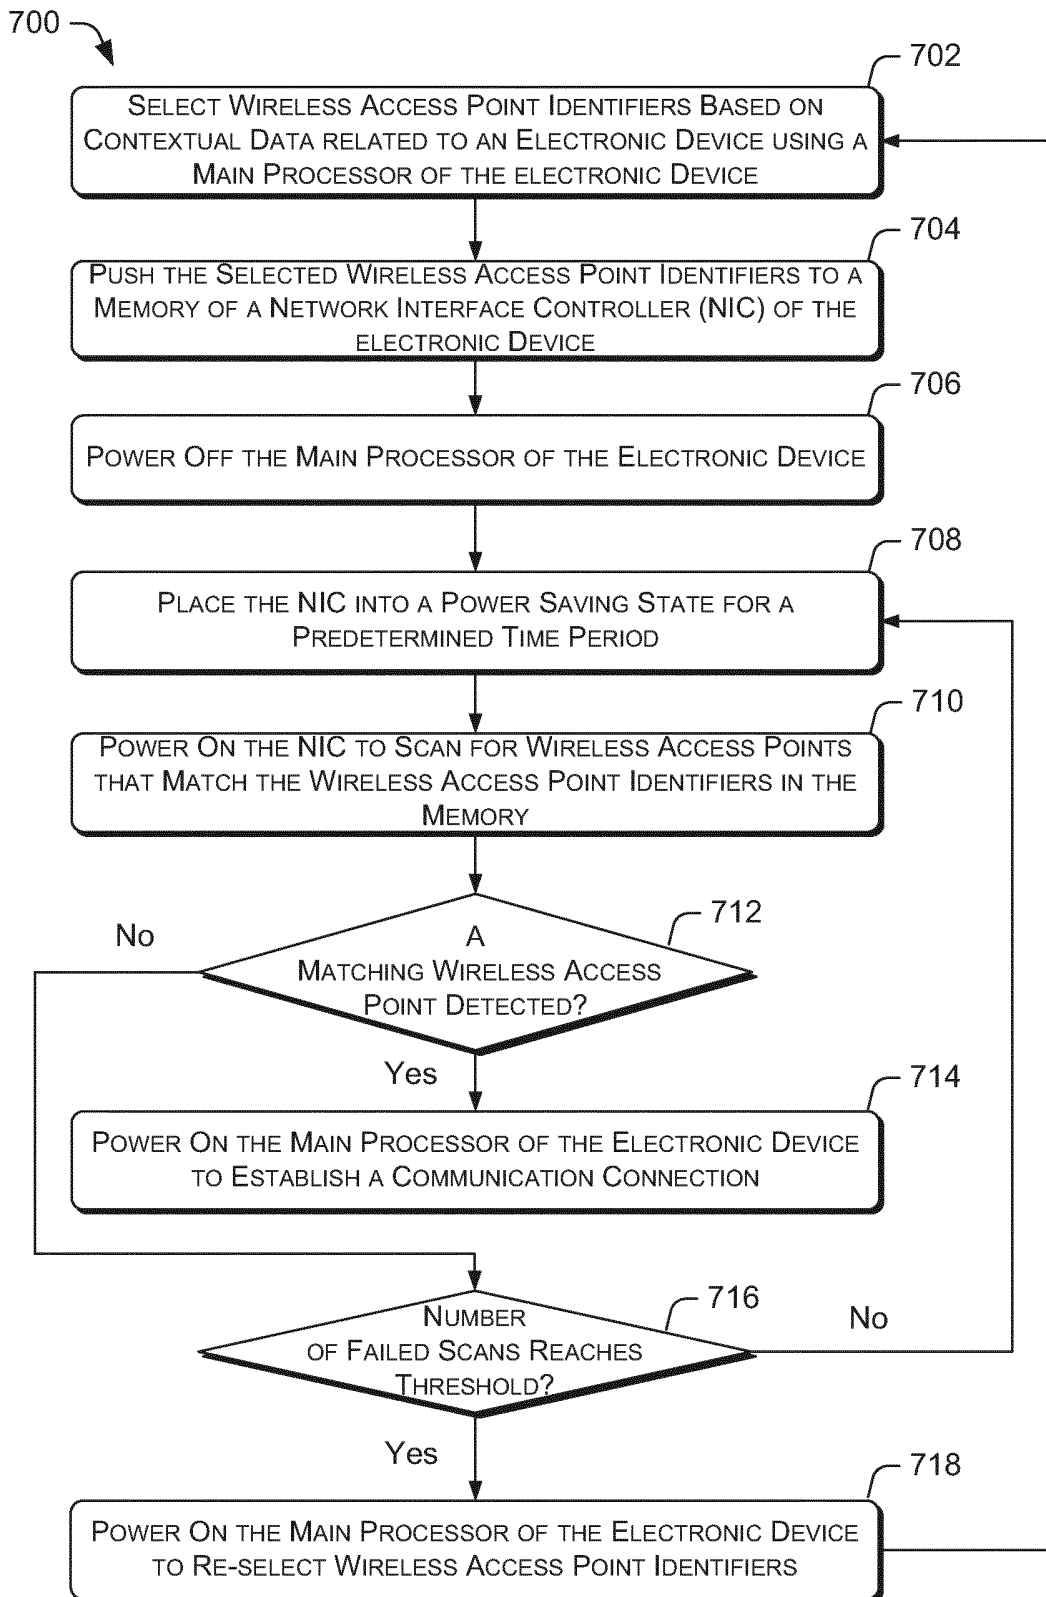 700
702
SELECT WIRELESS ACCESS POINT IDENTIFIERS BASED ON
CONTEXTUAL DATA RELATED TO AN ELECTRONIC DEVICE USING A
MAIN PROCESSOR OF THE ELECTRONIC DEVICE
704
PUSH THE SELECTED WIRELESS ACCESS POINT IDENTIFIERS TO A
MEMORY OF A NETWORK INTERFACE CONTROLLER (NIC) OF THE
ELECTRONIC DEVICE
706
POWER OFF THE MAIN PROCESSOR OF THE ELECTRONIC DEVICE
708
PLACE THE NIC INTO A POWER SAVING STATE FOR A
PREDETERMINED TIME PERIOD
710
POWER ON THE NIC TO SCAN FOR WIRELESS ACCESS POINTS
THAT MATCH THE WIRELESS ACCESS POINT IDENTIFIERS IN THE
MEMORY
712
No
A
MATCHING WIRELESS ACCESS
POINT DETECTED?
Yes
714
POWER ON THE MAIN PROCESSOR OF THE ELECTRONIC DEVICE
TO ESTABLISH A COMMUNICATION CONNECTION
716
No
NUMBER
OF FAILED SCANS REACHES
THRESHOLD?
Yes
718
POWER ON THE MAIN PROCESSOR OF THE ELECTRONIC DEVICE
TO RE-SELECT WIRELESS ACCESS POINT IDENTIFIERS